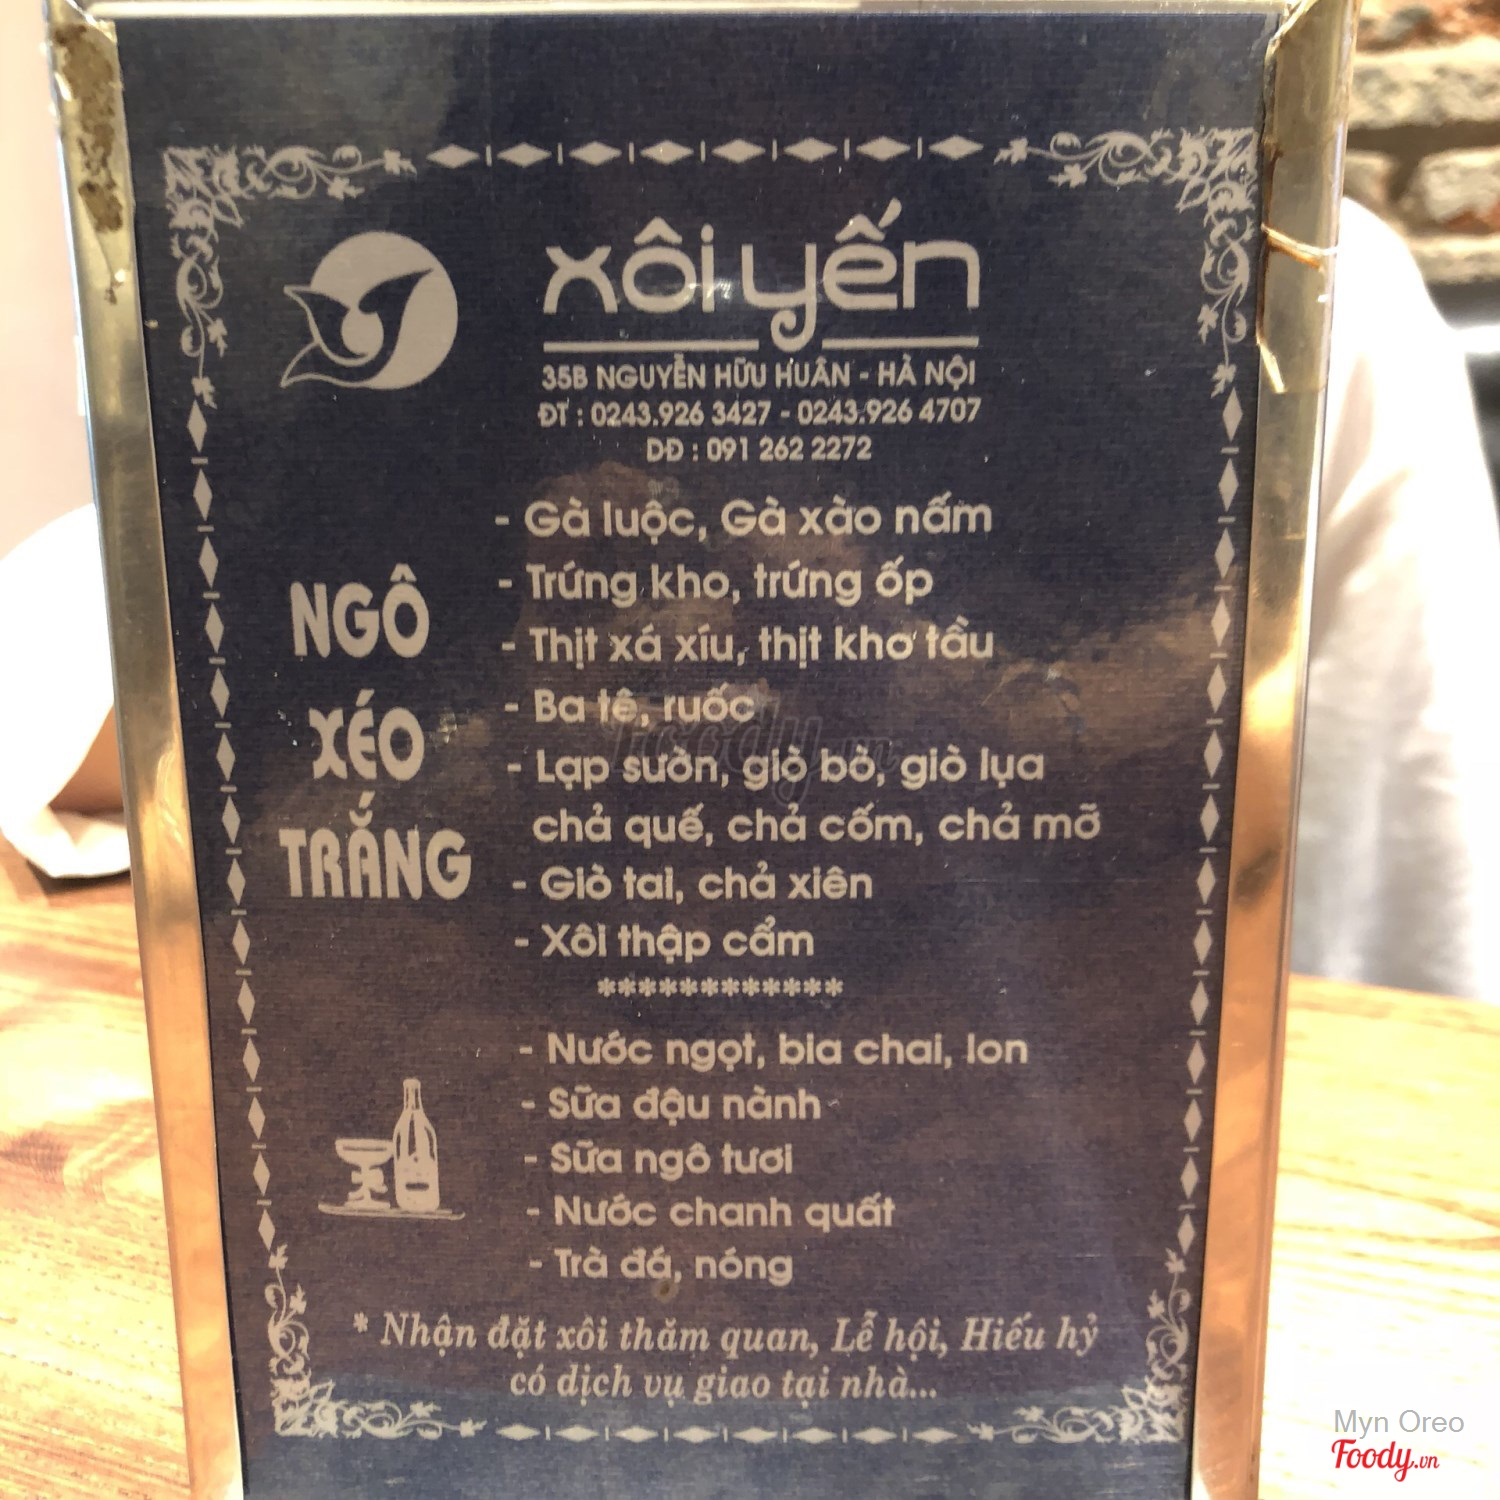 xôi yến
35B NGUYỄN HỮU HUÂN - HÀ NỘI
ĐT : 0243.926 3427 - 0243.926 4707
DĐ : 091 262 2272
NGÔ
XÉO
TRẮNG
- Gà luộc, Gà xào nấm
- Trứng kho, trứng ốp
- Thịt xá xíu, thịt kho tầu
- Ba tê, ruốc
- Lạp sườn, giò bò, giò lụa
chả quế, chả cốm, chả mỡ
- Giò tai, chả xiên
- Xôi thập cẩm
************
- Nước ngọt, bia chai, lon
- Sữa đậu nành
- Sữa ngô tươi
- Nước chanh quất
- Trà đá, nóng
* Nhận đặt xôi thăm quan, Lễ hội, Hiếu hỷ
có dịch vụ giao tại nhà...
Foody.vn
Myn Oreo
Foody.vn